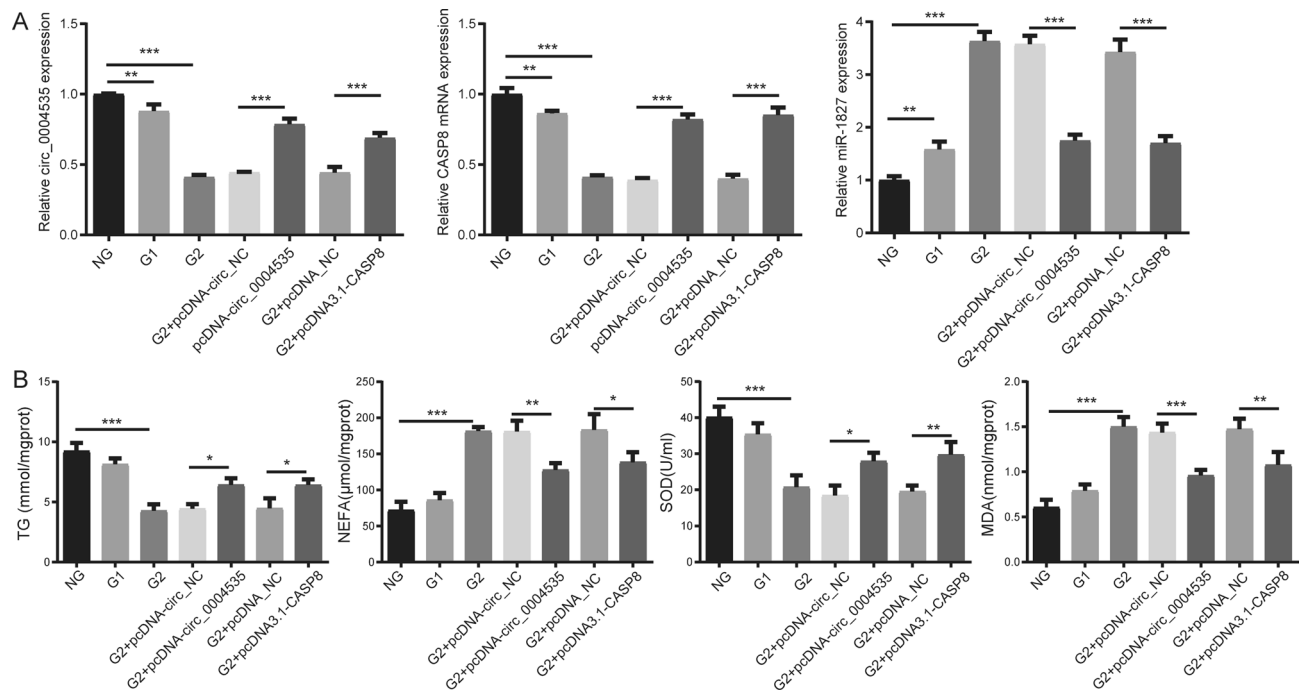 A
Relative circ_0004535 expression
1.5
1.0
0.5
0.0
***
**
***
***
NG
G1
G2
G2+pcDNA-circ_NC
pcDNA-circ_0004535
G2+pcDNA_NC
G2+pcDNA3.1-CASP8
Relative CASP8 mRNA expression
1.5
1.0
0.5
0.0
***
**
***
***
NG
G1
G2
G2+pcDNA-circ_NC
pcDNA-circ_0004535
G2+pcDNA_NC
G2+pcDNA3.1-CASP8
Relative miR-1827 expression
4
3
2
1
0
***
***
***
**
NG
G1
G2
G2+pcDNA-circ_NC
G2+pcDNA-circ_0004535
G2+pcDNA_NC
G2+pcDNA3.1-CASP8
B
TG (mmol/mgprot)
15
10
5
0
***
*
*
NG
G1
G2
G2+pcDNA-circ_NC
G2+pcDNA-circ_0004535
G2+pcDNA_NC
G2+pcDNA3.1-CASP8
NEFA(μmol/mgprot)
250
200
150
100
50
0
***
**
*
NG
G1
G2
G2+pcDNA-circ_NC
G2+pcDNA-circ_0004535
G2+pcDNA_NC
G2+pcDNA3.1-CASP8
SOD(U/ml)
50
40
30
20
10
0
***
*
**
NG
G1
G2
G2+pcDNA-circ_NC
G2+pcDNA-circ_0004535
G2+pcDNA_NC
G2+pcDNA3.1-CASP8
MDA(nmol/mgprot)
2.0
1.5
1.0
0.5
0.0
***
***
**
NG
G1
G2
G2+pcDNA-circ_NC
G2+pcDNA-circ_0004535
G2+pcDNA_NC
G2+pcDNA3.1-CASP8